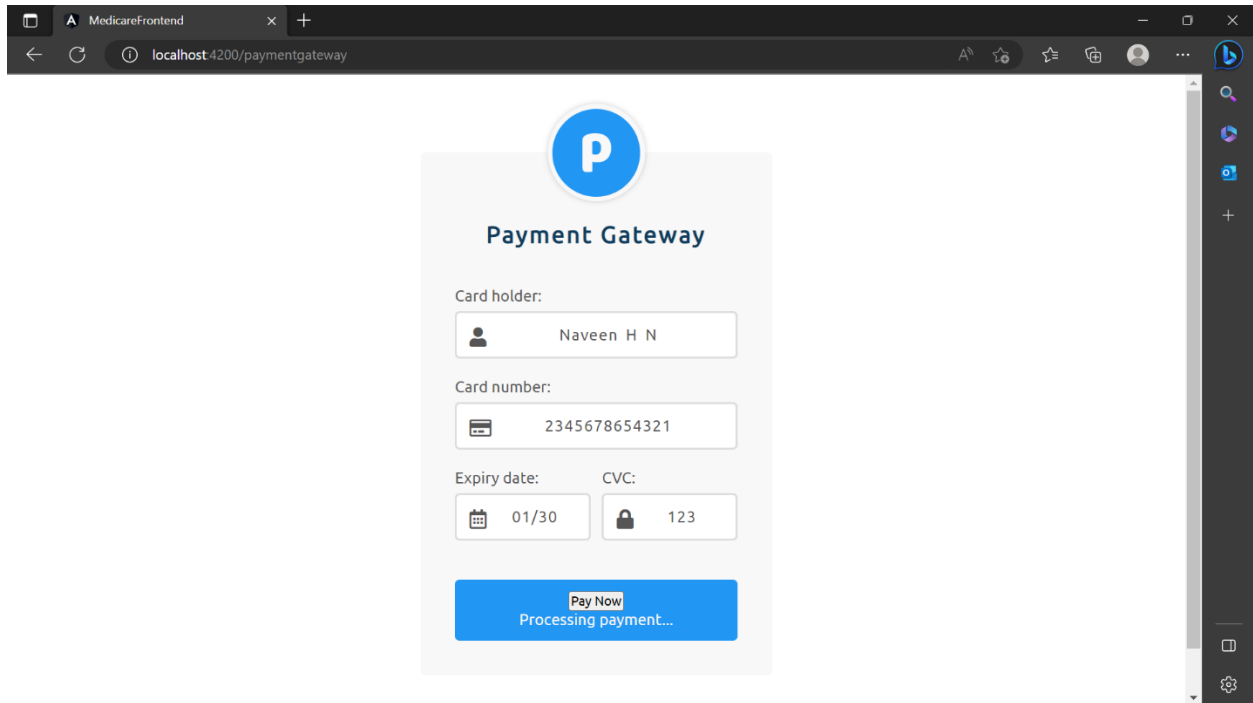 MedicareFrontend
localhost:4200/paymentgateway
P
Payment Gateway
Card holder:
Naveen H N
Card number:
2345678654321
Expiry date: CVC:
01/30 123
Pay Now
Processing payment...